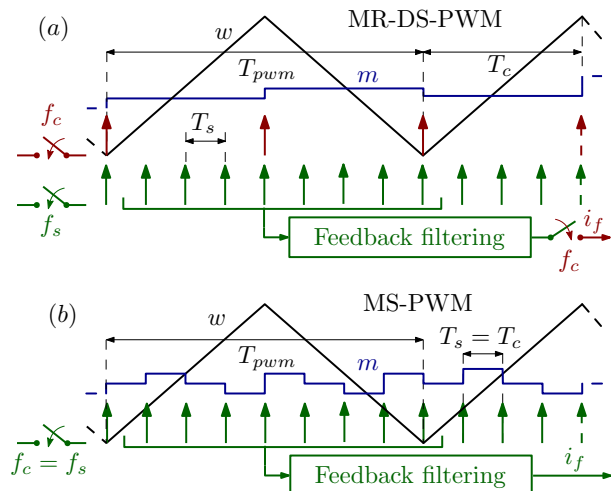 (a) MR-DS-PWM
w
T_pwm m T_c
f_c T_s
f_s
Feedback filtering i_f
f_c
(b) MS-PWM
w T_s = T_c
T_pwm m
f_c = f_s i_f
Feedback filtering